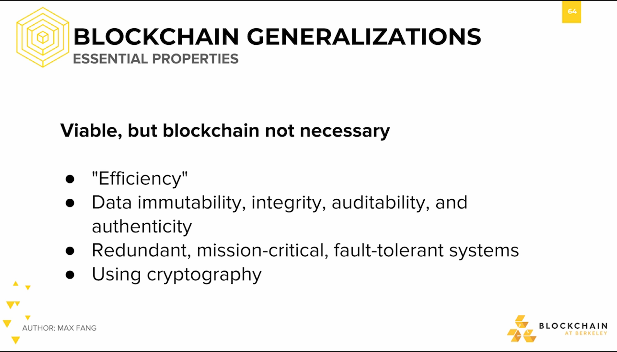 64
BLOCKCHAIN GENERALIZATIONS
ESSENTIAL PROPERTIES
Viable, but blockchain not necessary
● "Efficiency"
● Data immutability, integrity, auditability, and
authenticity
● Redundant, mission-critical, fault-tolerant systems
● Using cryptography
AUTHOR: MAX FANG
BLOCKCHAIN
AT BERKELEY